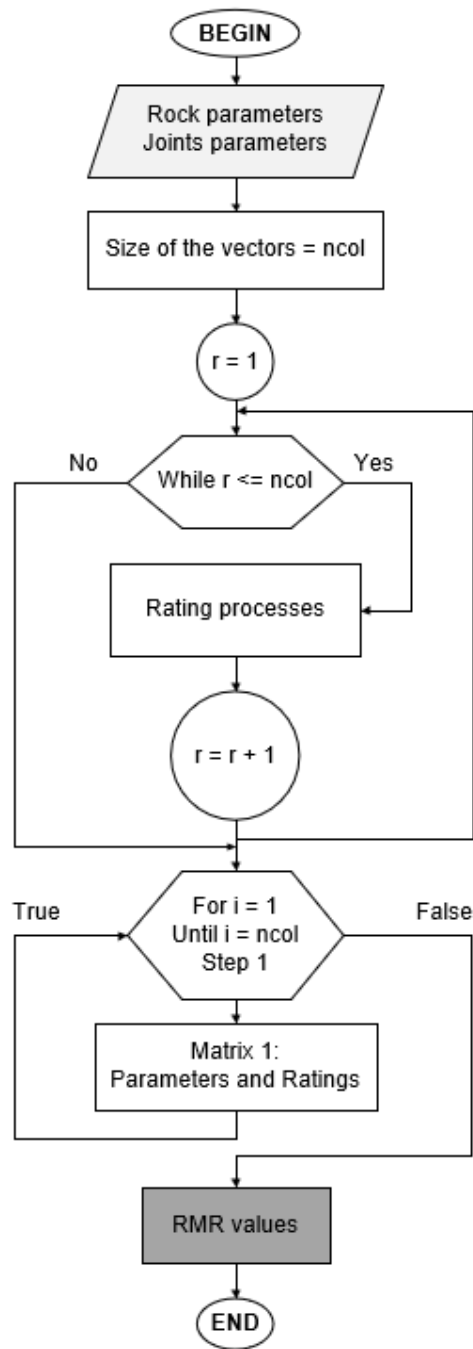 BEGIN
Rock parameters
Joints parameters
Size of the vectors = ncol
r = 1
No
While r <= ncol
Yes
Rating processes
r = r + 1
True
For i = 1
Until i = ncol
Step 1
False
Matrix 1:
Parameters and Ratings
RMR values
END